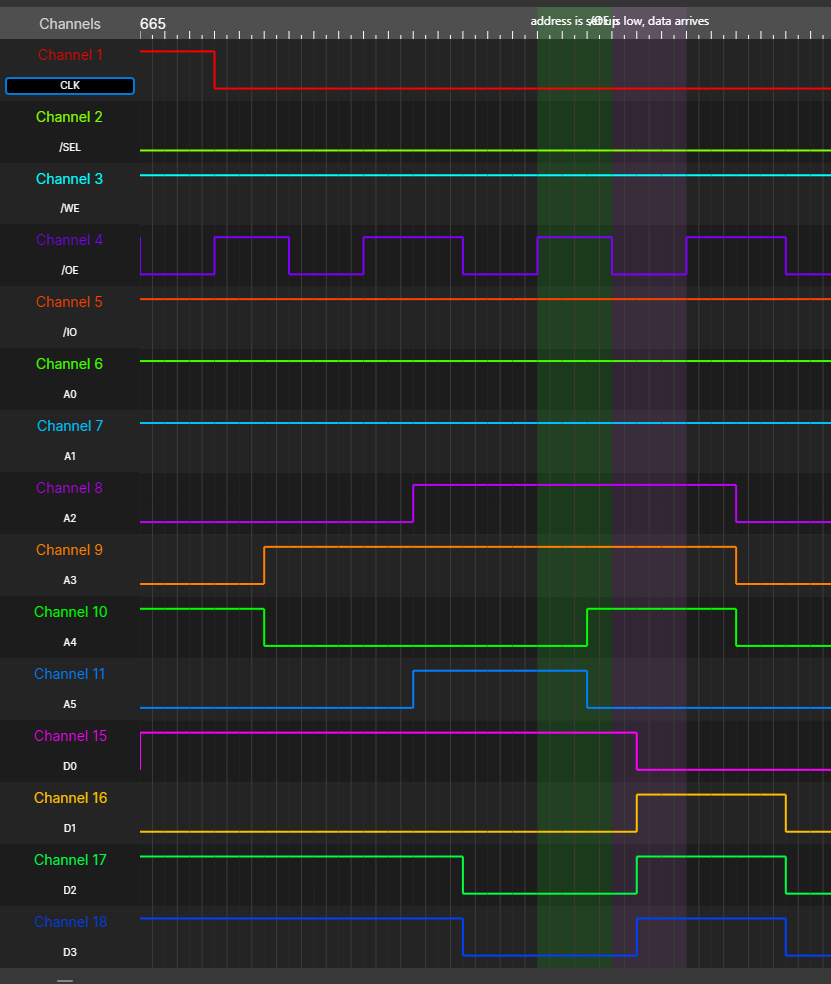 Channels
665
address is setup
/OE is low, data arrives
Channel 1
CLK
Channel 2
/SEL
Channel 3
/WE
Channel 4
/OE
Channel 5
/IO
Channel 6
A0
Channel 7
A1
Channel 8
A2
Channel 9
A3
Channel 10
A4
Channel 11
A5
Channel 15
D0
Channel 16
D1
Channel 17
D2
Channel 18
D3